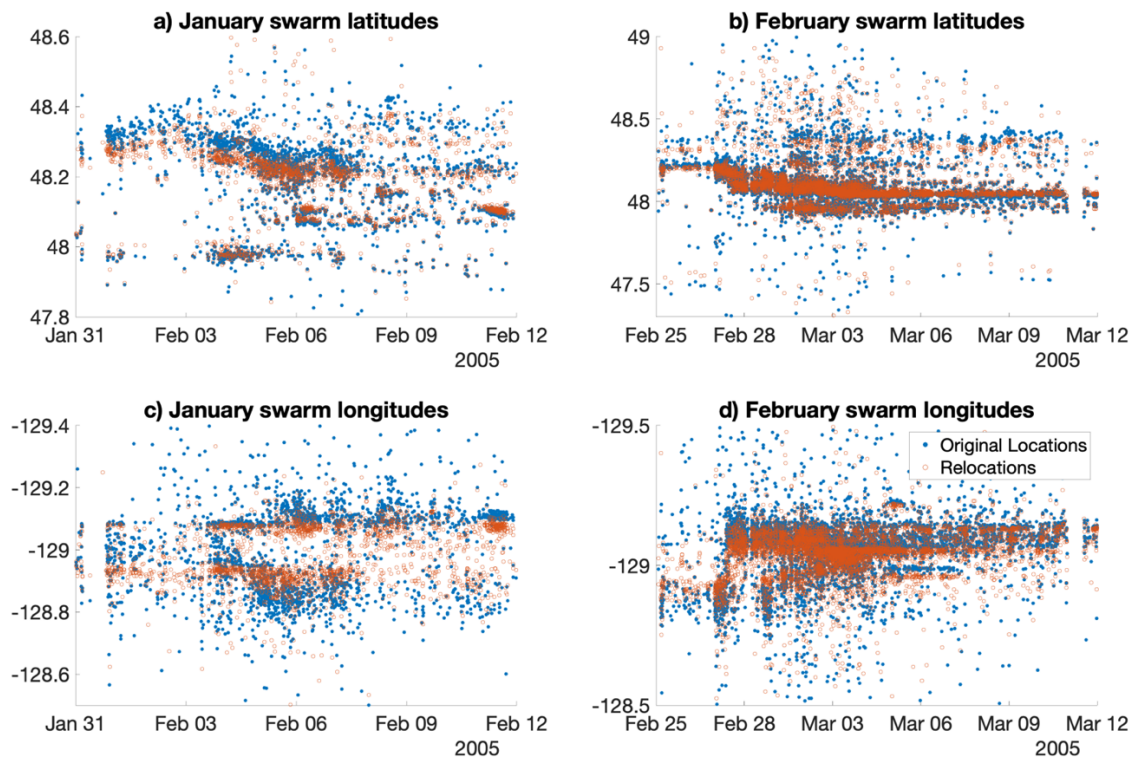 a) January swarm latitudes
48.6
48.4
48.2
48
47.8
Jan 31
Feb 03
Feb 06
Feb 09
Feb 12
2005
b) February swarm latitudes
49
48.5
48
47.5
Feb 25
Feb 28
Mar 03
Mar 06
Mar 09
Mar 12
2005
c) January swarm longitudes
-129.4
-129.2
-129
-128.8
-128.6
Jan 31
Feb 03
Feb 06
Feb 09
Feb 12
2005
d) February swarm longitudes
-129.5
-129
-128.5
Original Locations
Relocations
Feb 25
Feb 28
Mar 03
Mar 06
Mar 09
Mar 12
2005